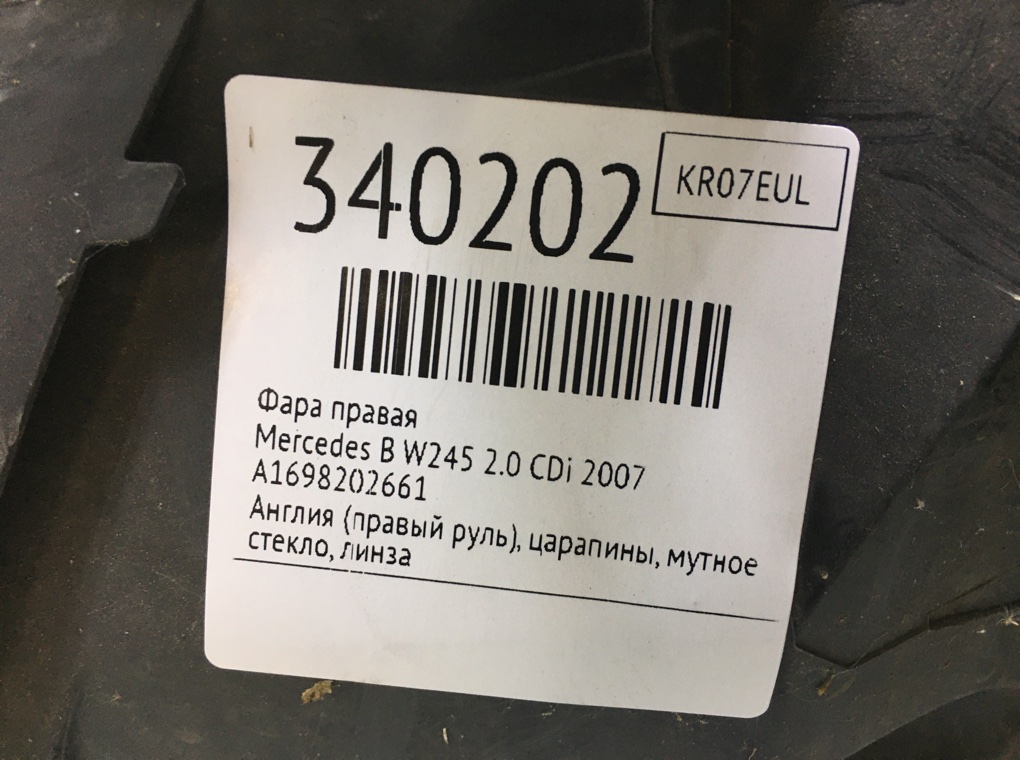 340202
KR07EUL
Фара правая
Mercedes B W245 2.0 CDi 2007
A1698202661
Англия (правый руль), царапины, мутное
стекло, линза